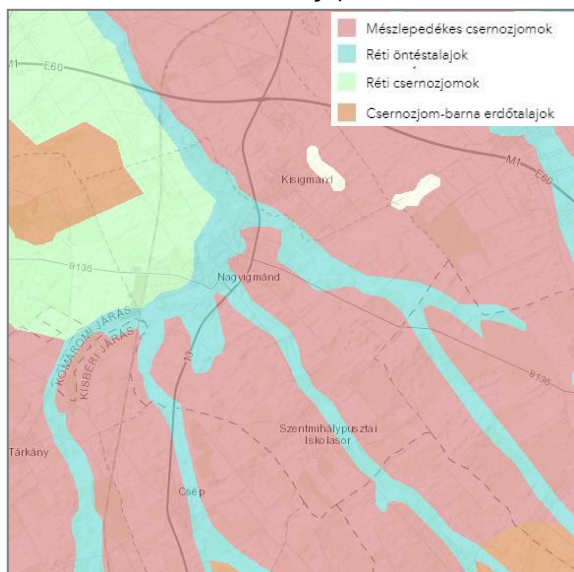 Mészlepedékes csernozjomok
Réti öntéstalajok
Réti csernozjomok
Csernozjom-barna erdőtalajok
M1
E60
Kisigmánd
M1
E60
8136
Nagyigmánd
KOMÁROMI JÁRÁS
KISBÉRI JÁRÁS
13
8136
Szentmihálypusztai
Iskolasor
Tárkány
Csép